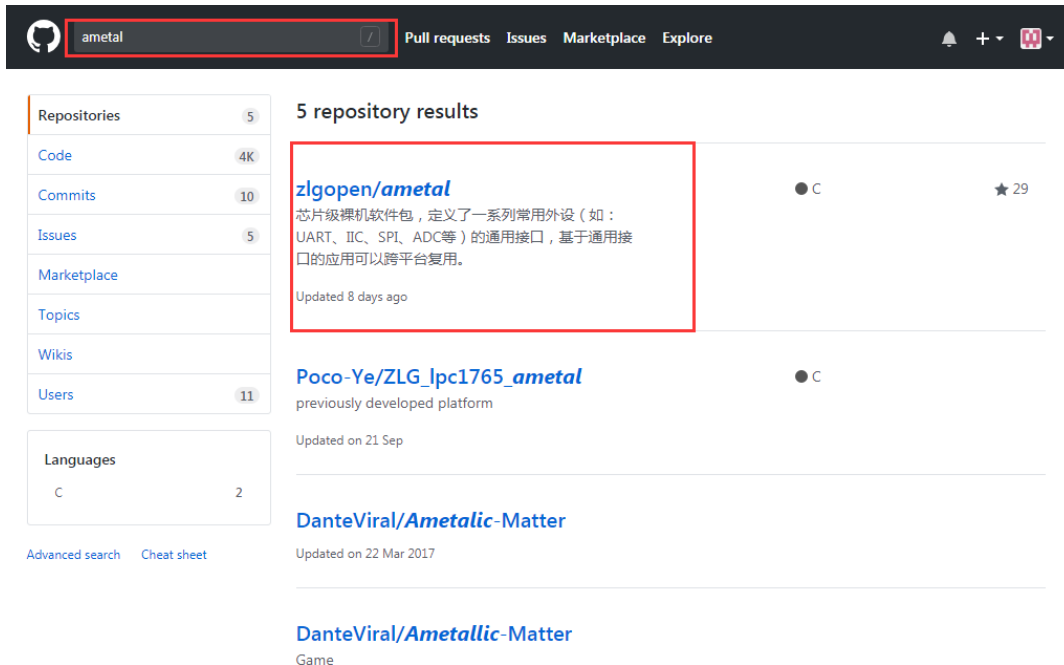 ametal / Pull requests Issues Marketplace Explore
Repositories 5
Code 4K
Commits 10
Issues 5
Marketplace
Topics
Wikis
Users 11
Languages
C 2
Advanced search Cheat sheet
5 repository results
zlgopen/ametal C 29
芯片级裸机软件包,定义了一系列常用外设(如:
UART、IIC、SPI、ADC等)的通用接口,基于通用接
口的应用可以跨平台复用。
Updated 8 days ago
Poco-Ye/ZLG_lpc1765_ametal C
previously developed platform
Updated on 21 Sep
DanteViral/Ametalic-Matter
Updated on 22 Mar 2017
DanteViral/Ametallic-Matter
Game